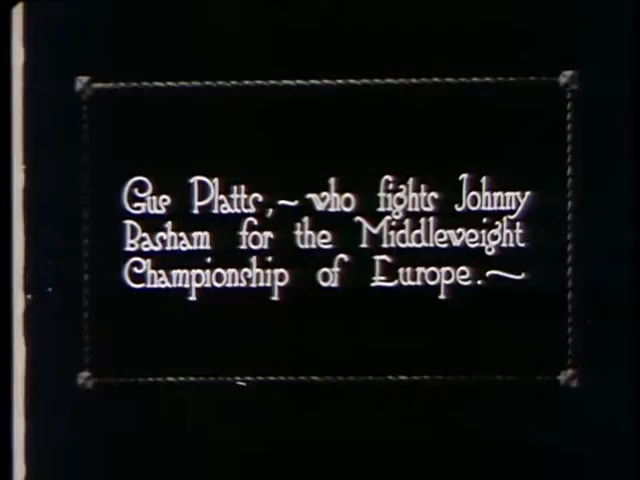 Gus Platts, ~ who fights Johnny
Basham for the Middleweight
Championship of Europe. ~